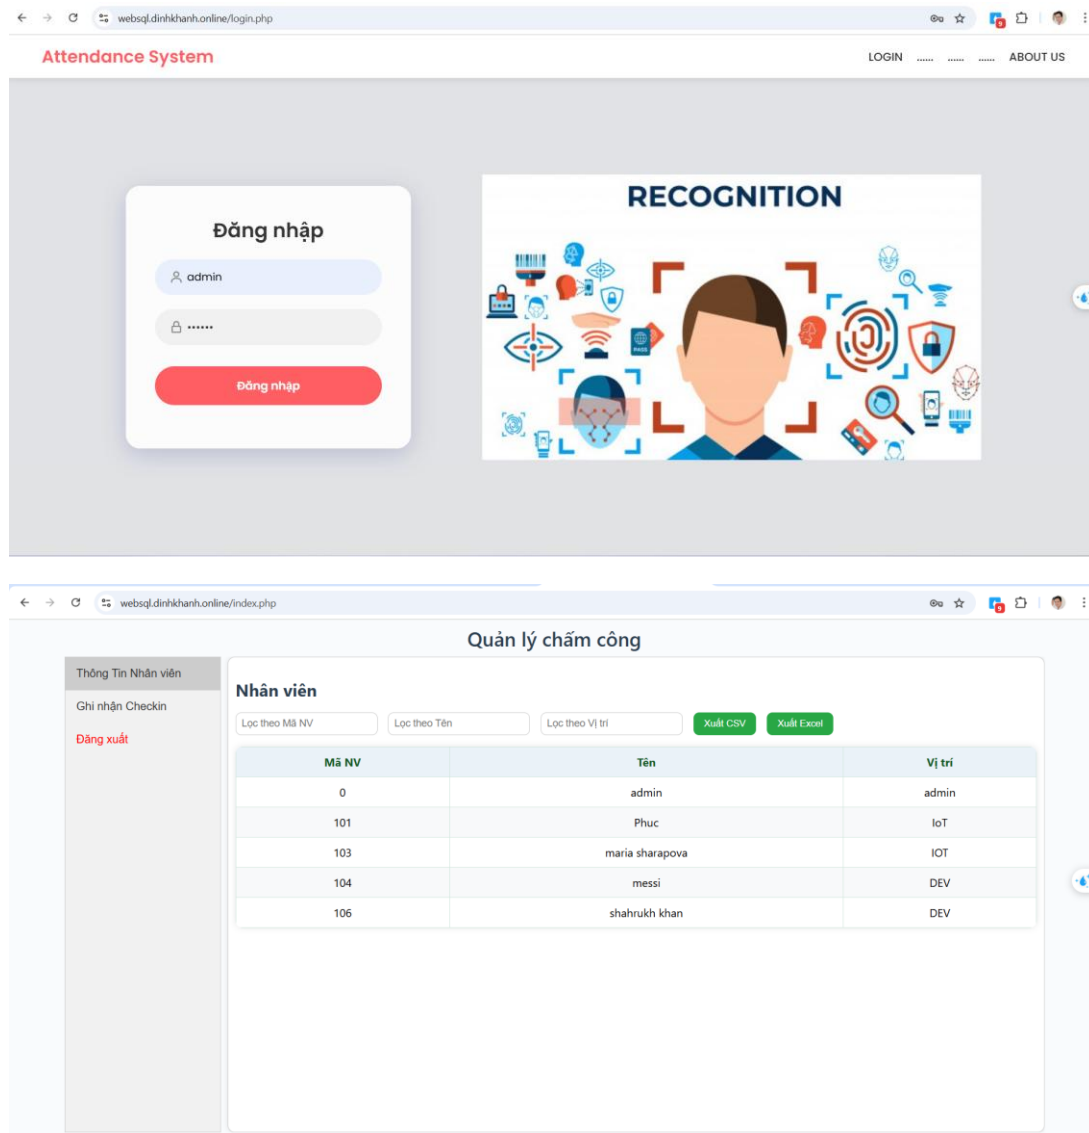 websql.dinhkhanh.online/login.php
9
Attendance System
LOGIN ...... ...... ...... ABOUT US
RECOGNITION
Đăng nhập
admin
••••••
Đăng nhập
PASS
websql.dinhkhanh.online/index.php
9
Quản lý chấm công
Thông Tin Nhân viên
Ghi nhận Checkin
Đăng xuất
Nhân viên
Lọc theo Mã NV Lọc theo Tên Lọc theo Vị trí Xuất CSV Xuất Excel
Mã NV Tên Vị trí
0 admin admin
101 Phuc IoT
103 maria sharapova IOT
104 messi DEV
106 shahrukh khan DEV